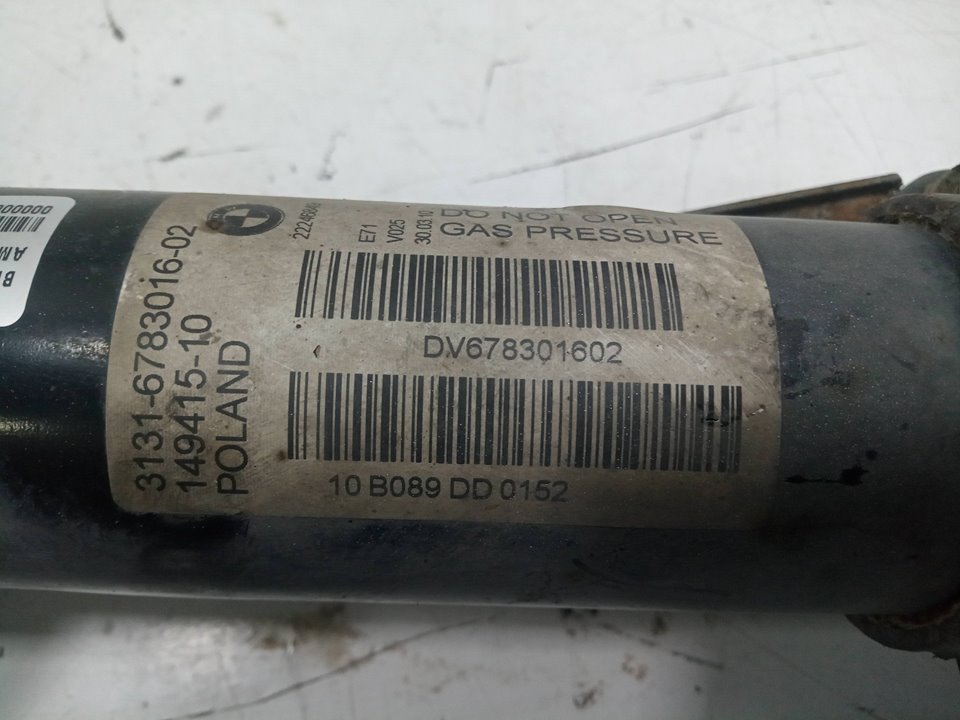 3131-6783016-02
149415-10
POLAND
E71
V025
30.03.10
DO NOT OPEN
GAS PRESSURE
DV678301602
10 B089 DD 0152